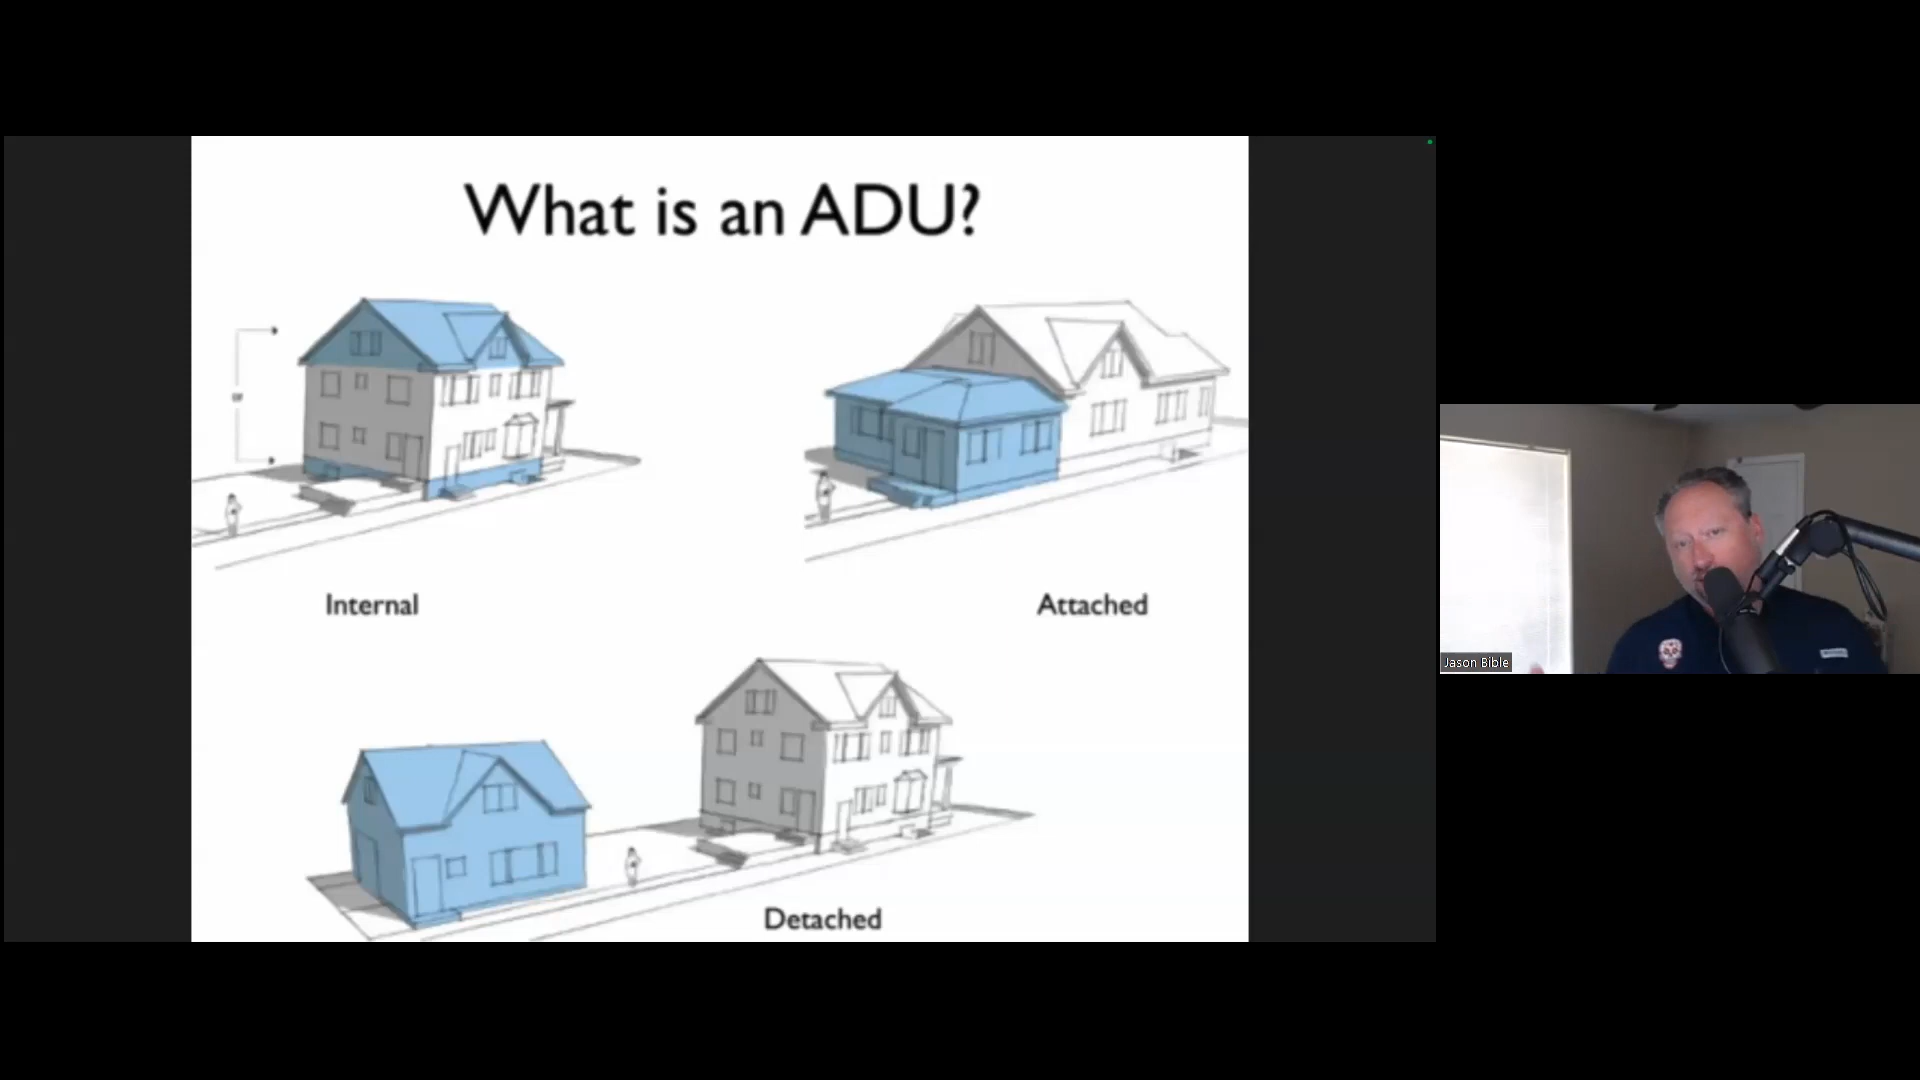 What is an ADU?
Internal
Attached
Detached
Jason Bible